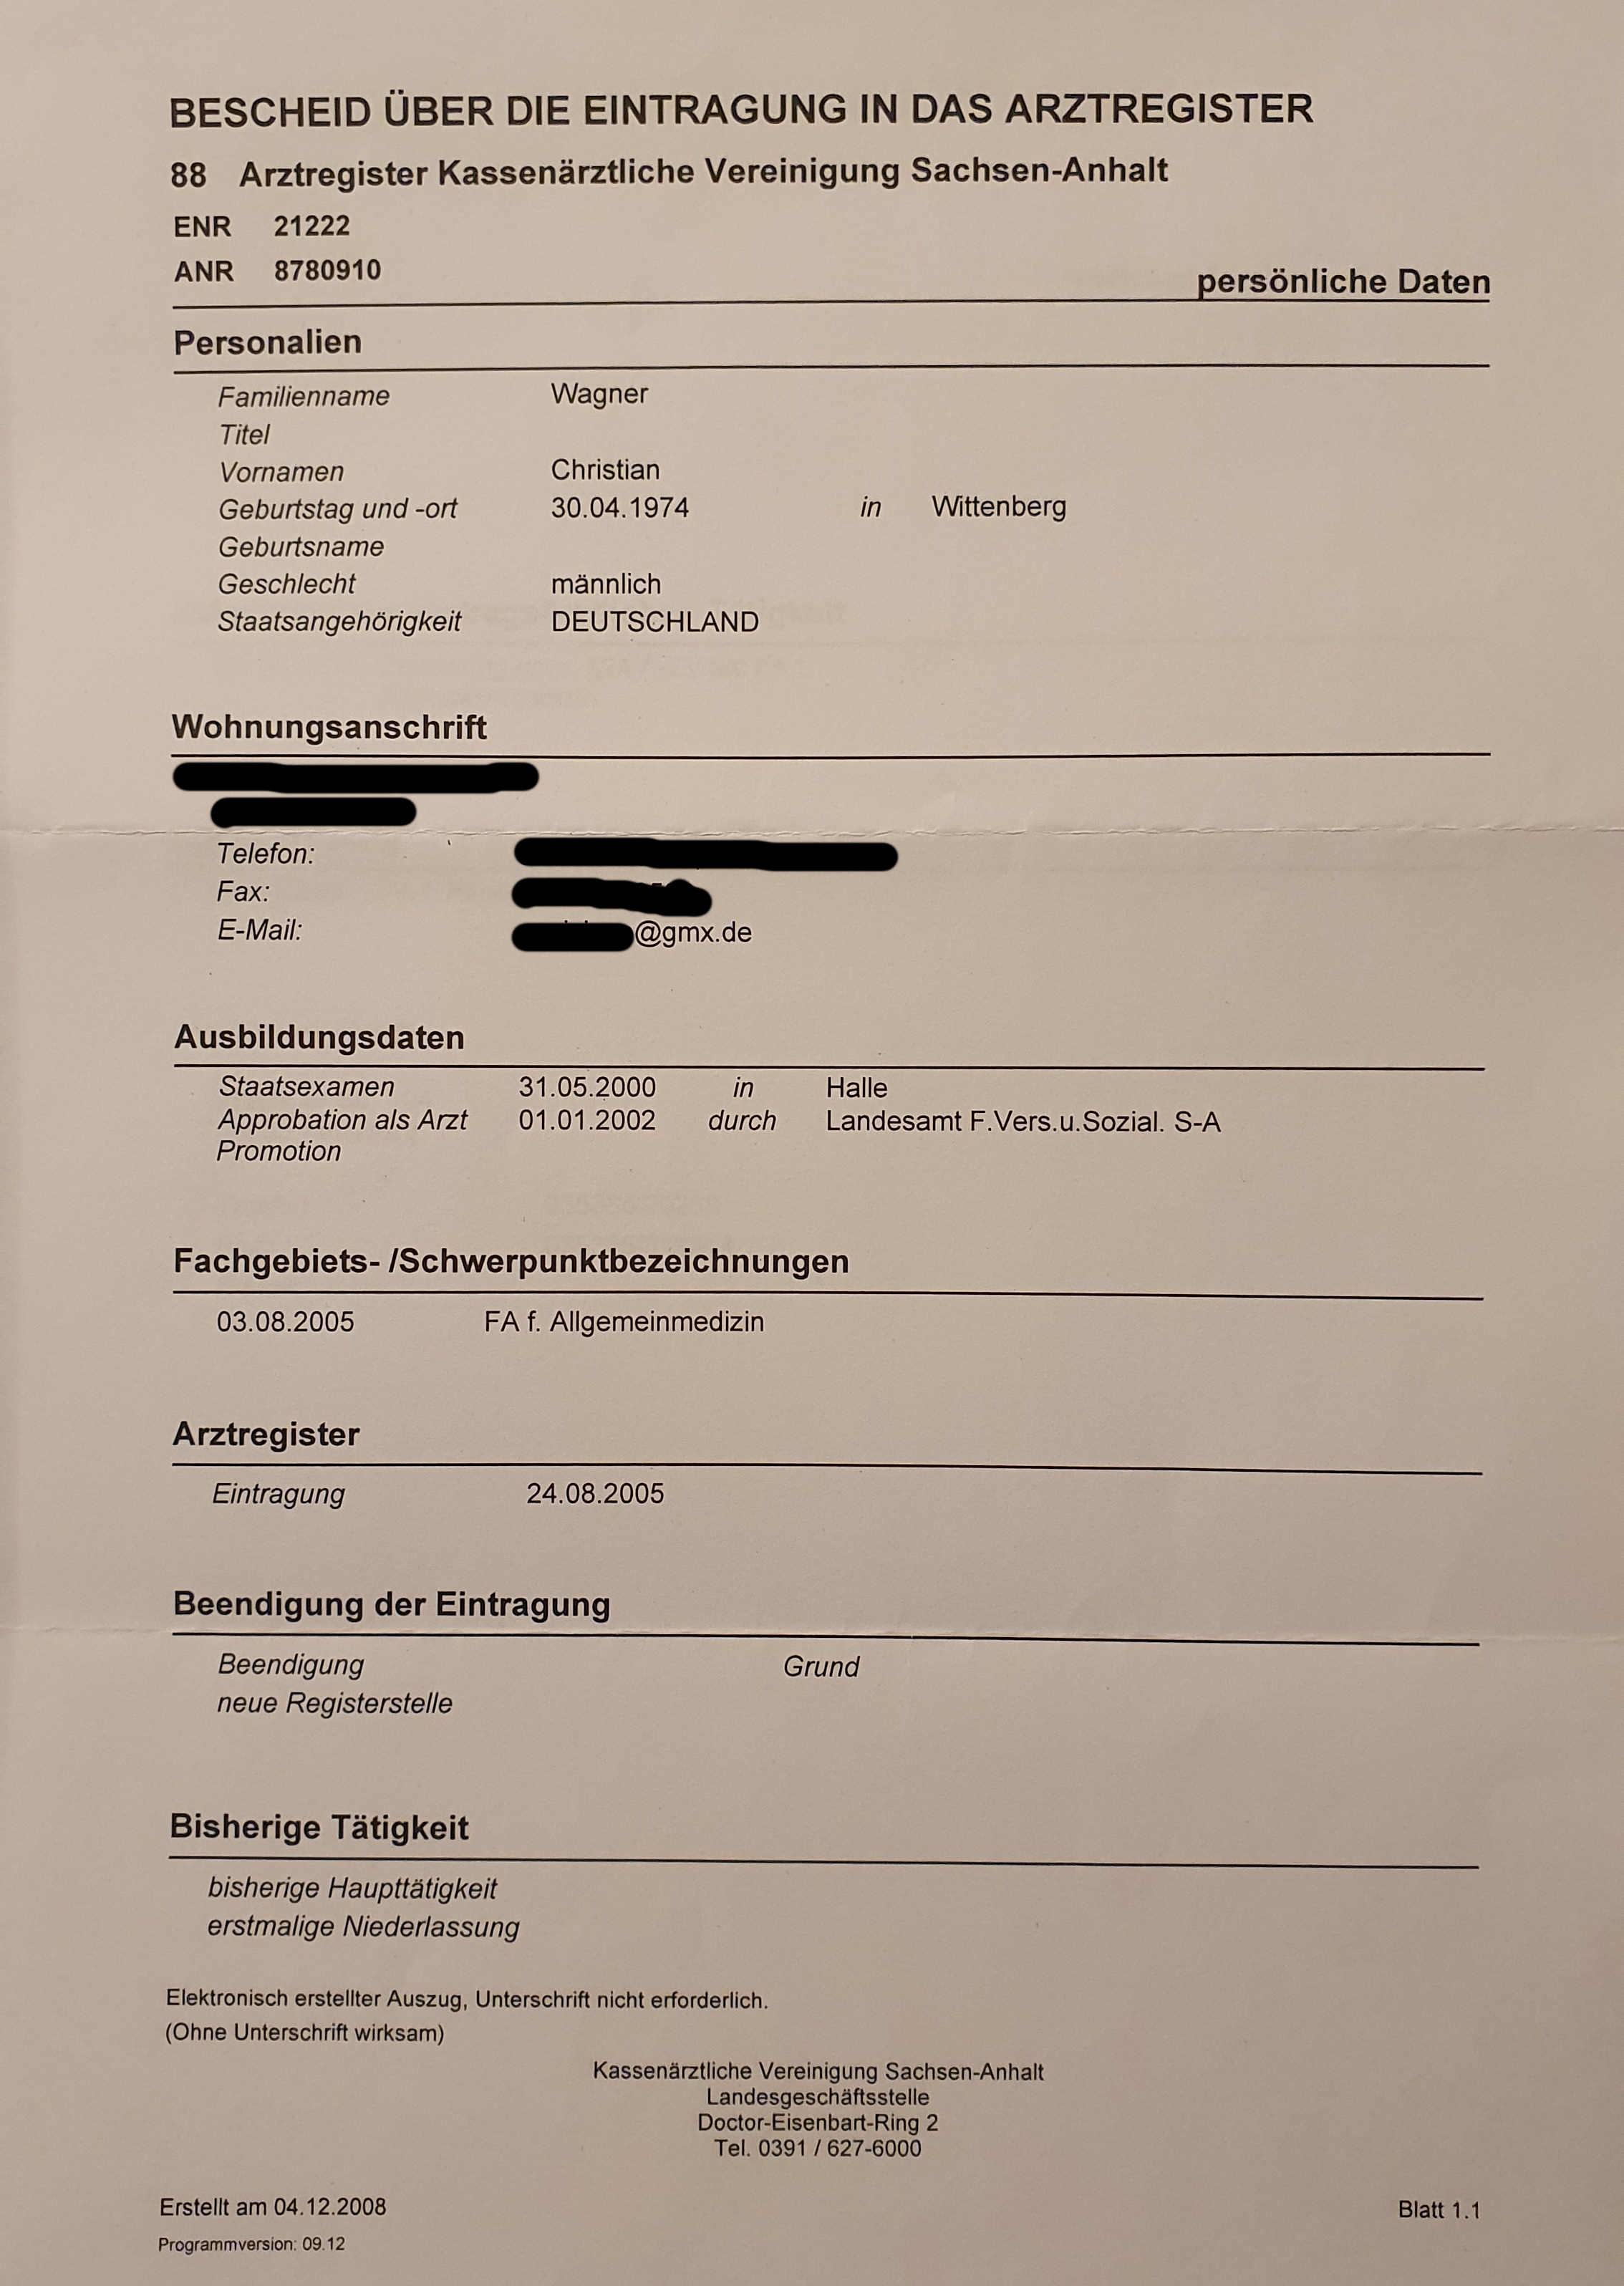 BESCHEID ÜBER DIE EINTRAGUNG IN DAS ARZTREGISTER
88 Arztregister Kassenärztliche Vereinigung Sachsen-Anhalt
ENR 21222
ANR 8780910
persönliche Daten
Personalien
Familienname Wagner
Titel
Vornamen Christian
Geburtstag und -ort 30.04.1974 in Wittenberg
Geburtsname
Geschlecht männlich
Staatsangehörigkeit DEUTSCHLAND
Wohnungsanschrift
Telefon:
Fax:
E-Mail: @gmx.de
Ausbildungsdaten
Staatsexamen 31.05.2000 in Halle
Approbation als Arzt 01.01.2002 durch Landesamt F.Vers.u.Sozial. S-A
Promotion
Fachgebiets- /Schwerpunktbezeichnungen
03.08.2005 FA f. Allgemeinmedizin
Arztregister
Eintragung 24.08.2005
Beendigung der Eintragung
Beendigung Grund
neue Registerstelle
Bisherige Tätigkeit
bisherige Haupttätigkeit
erstmalige Niederlassung
Elektronisch erstellter Auszug, Unterschrift nicht erforderlich.
(Ohne Unterschrift wirksam)
Kassenärztliche Vereinigung Sachsen-Anhalt
Landesgeschäftsstelle
Doctor-Eisenbart-Ring 2
Tel. 0391 / 627-6000
Erstellt am 04.12.2008 Blatt 1.1
Programmversion: 09.12